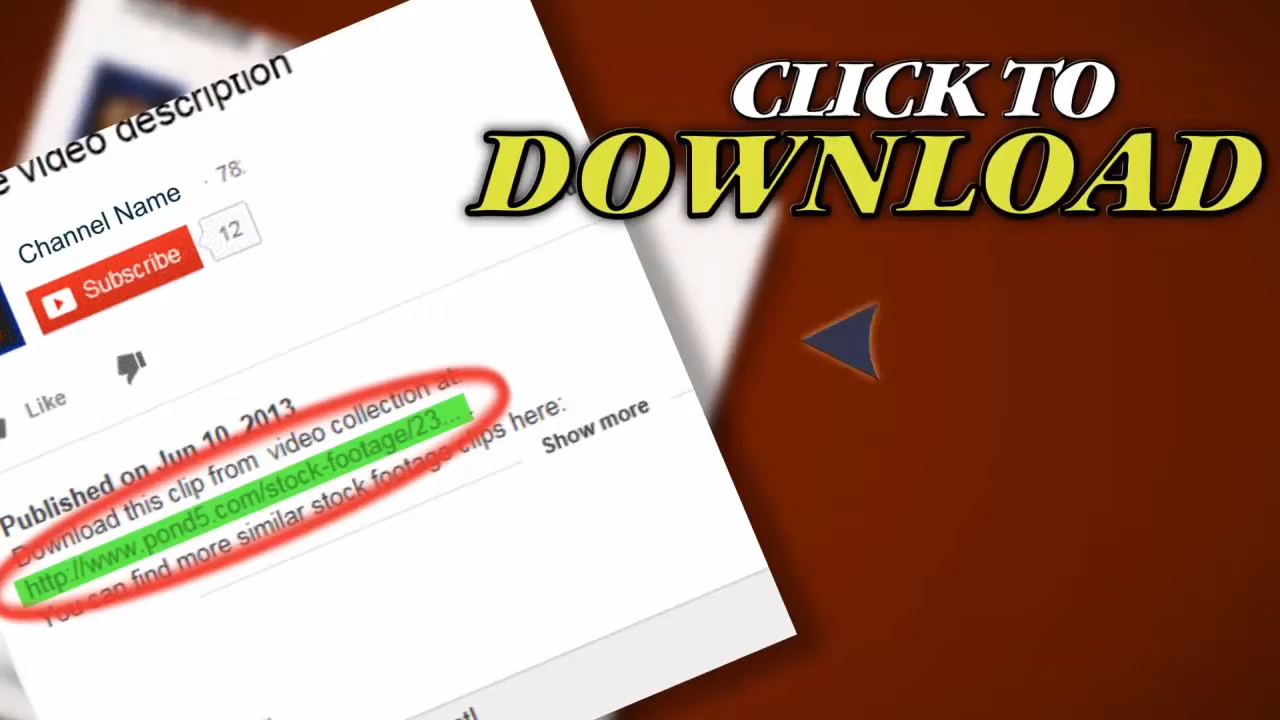 CLICK TO
DOWNLOAD
e video description
Channel Name
78
Subscribe
12
Like
Published on Jun 10, 2013
Download this clip from video collection at:
http://www.pond5.com/stock-footage/23...
You can find more similar stock footage clips here:
Show more